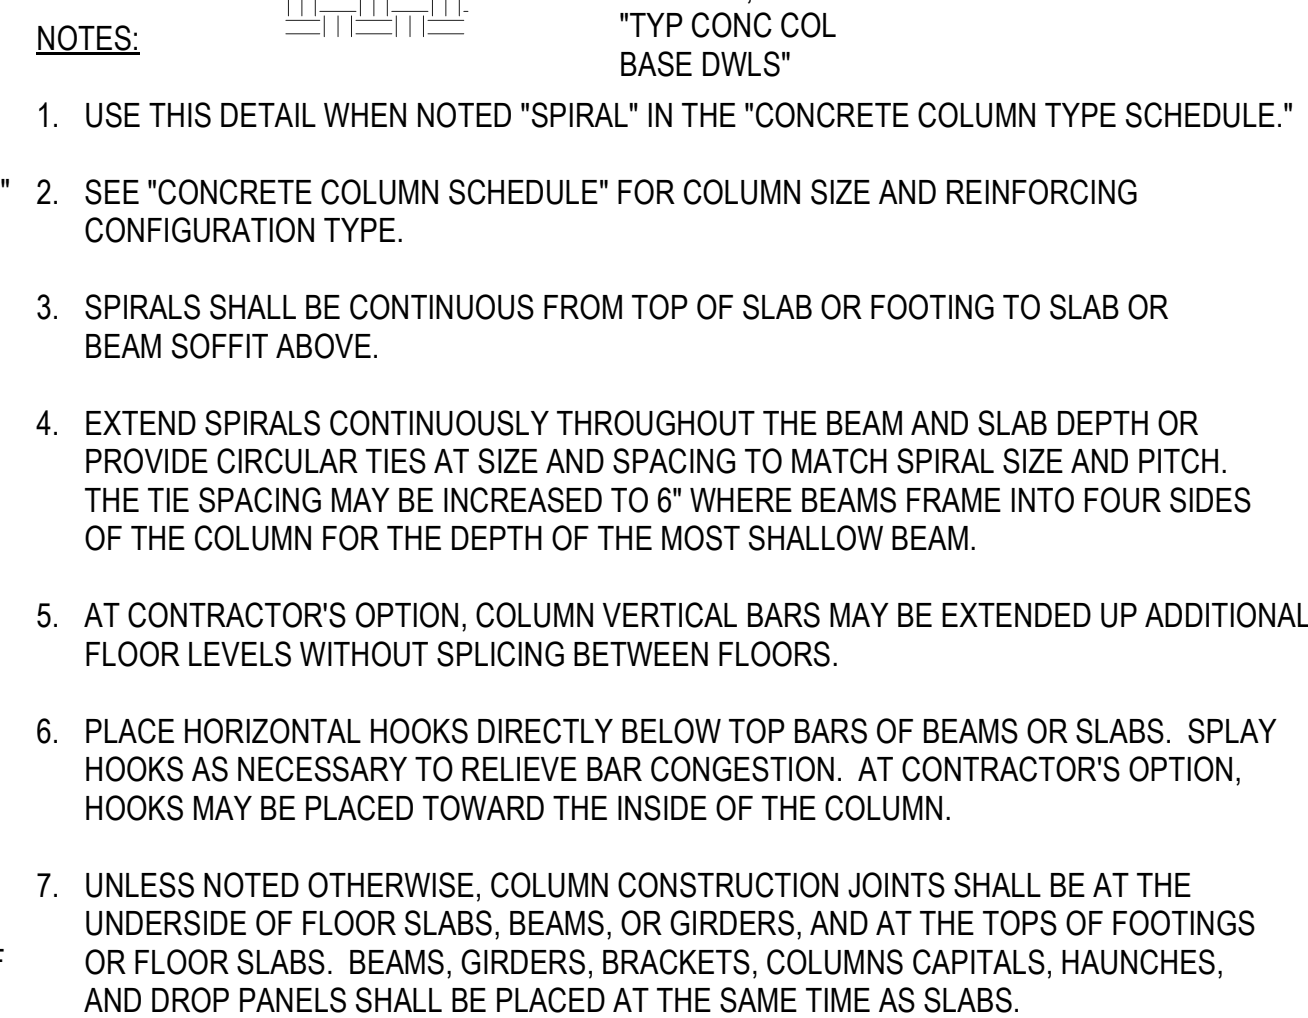 "TYP CONC COL
BASE DWLS"
NOTES:
1. USE THIS DETAIL WHEN NOTED "SPIRAL" IN THE "CONCRETE COLUMN TYPE SCHEDULE."
" 2. SEE "CONCRETE COLUMN SCHEDULE" FOR COLUMN SIZE AND REINFORCING
CONFIGURATION TYPE.
3. SPIRALS SHALL BE CONTINUOUS FROM TOP OF SLAB OR FOOTING TO SLAB OR
BEAM SOFFIT ABOVE.
4. EXTEND SPIRALS CONTINUOUSLY THROUGHOUT THE BEAM AND SLAB DEPTH OR
PROVIDE CIRCULAR TIES AT SIZE AND SPACING TO MATCH SPIRAL SIZE AND PITCH.
THE TIE SPACING MAY BE INCREASED TO 6" WHERE BEAMS FRAME INTO FOUR SIDES
OF THE COLUMN FOR THE DEPTH OF THE MOST SHALLOW BEAM.
5. AT CONTRACTOR'S OPTION, COLUMN VERTICAL BARS MAY BE EXTENDED UP ADDITIONAL
FLOOR LEVELS WITHOUT SPLICING BETWEEN FLOORS.
6. PLACE HORIZONTAL HOOKS DIRECTLY BELOW TOP BARS OF BEAMS OR SLABS. SPLAY
HOOKS AS NECESSARY TO RELIEVE BAR CONGESTION. AT CONTRACTOR'S OPTION,
HOOKS MAY BE PLACED TOWARD THE INSIDE OF THE COLUMN.
7. UNLESS NOTED OTHERWISE, COLUMN CONSTRUCTION JOINTS SHALL BE AT THE
UNDERSIDE OF FLOOR SLABS, BEAMS, OR GIRDERS, AND AT THE TOPS OF FOOTINGS
OR FLOOR SLABS. BEAMS, GIRDERS, BRACKETS, COLUMNS CAPITALS, HAUNCHES,
AND DROP PANELS SHALL BE PLACED AT THE SAME TIME AS SLABS.